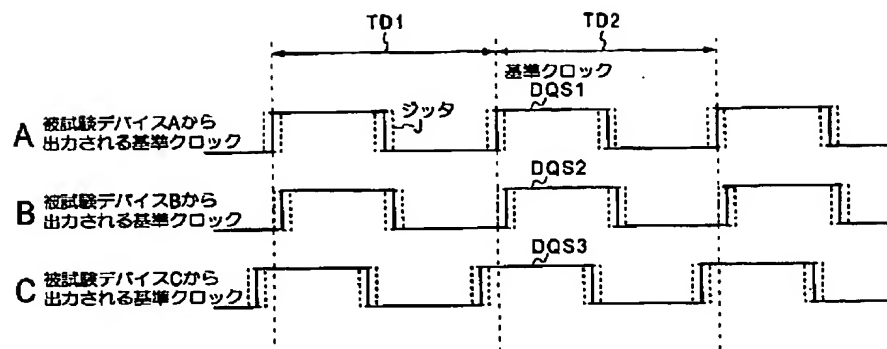 TD1
TD2
基準クロック
A 被試験デバイスAから
出力される基準クロック
ジッタ
DQS1
B 被試験デバイスBから
出力される基準クロック
DQS2
C 被試験デバイスCから
出力される基準クロック
DQS3